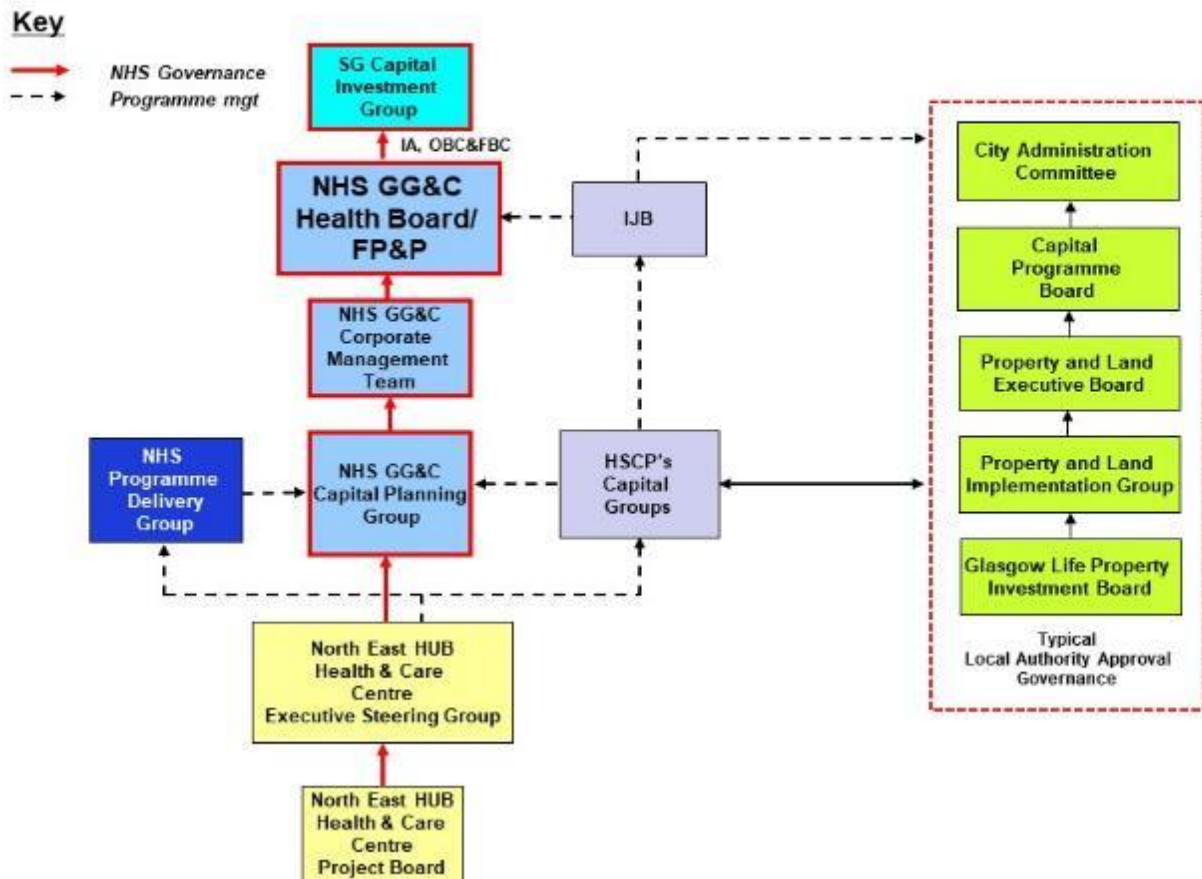 Key
NHS Governance
Programme mgt
SG Capital
Investment
Group
IA, OBC&FBC
NHS GG&C
Health Board/
FP&P
IJB
NHS GG&C
Corporate
Management
Team
NHS
Programme
Delivery
Group
NHS GG&C
Capital Planning
Group
HSCP's
Capital
Groups
North East HUB
Health & Care
Centre
Executive Steering Group
North East HUB
Health & Care
Centre
Project Board
City Administration
Committee
Capital
Programme
Board
Property and Land
Executive Board
Property and Land
Implementation Group
Glasgow Life Property
Investment Board
Typical
Local Authority Approval
Governance